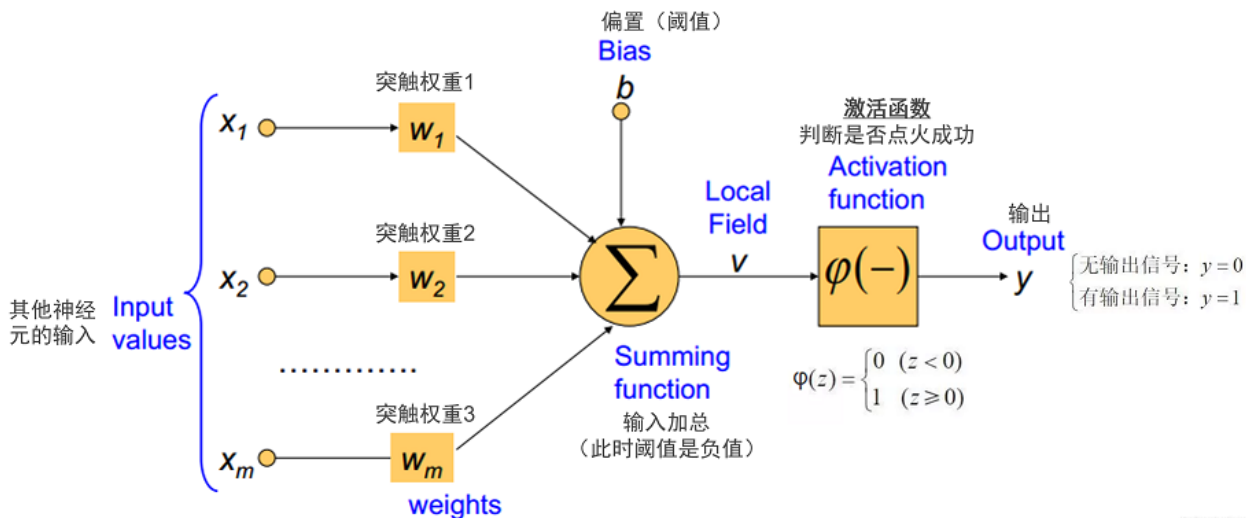 偏置（阈值）
Bias
b
突触权重1
x1
w1
激活函数
判断是否点火成功
Activation
function
Local
Field
v
突触权重2
x2
w2
∑
φ(−)
输出
Output
y
{无输出信号：y=0
有输出信号：y=1
其他神经
元的输入
Input
values
.............
Summing
function
输入加总
（此时阈值是负值）
φ(z)={0 (z<0)
1 (z≥0)
突触权重3
xm
wm
weights